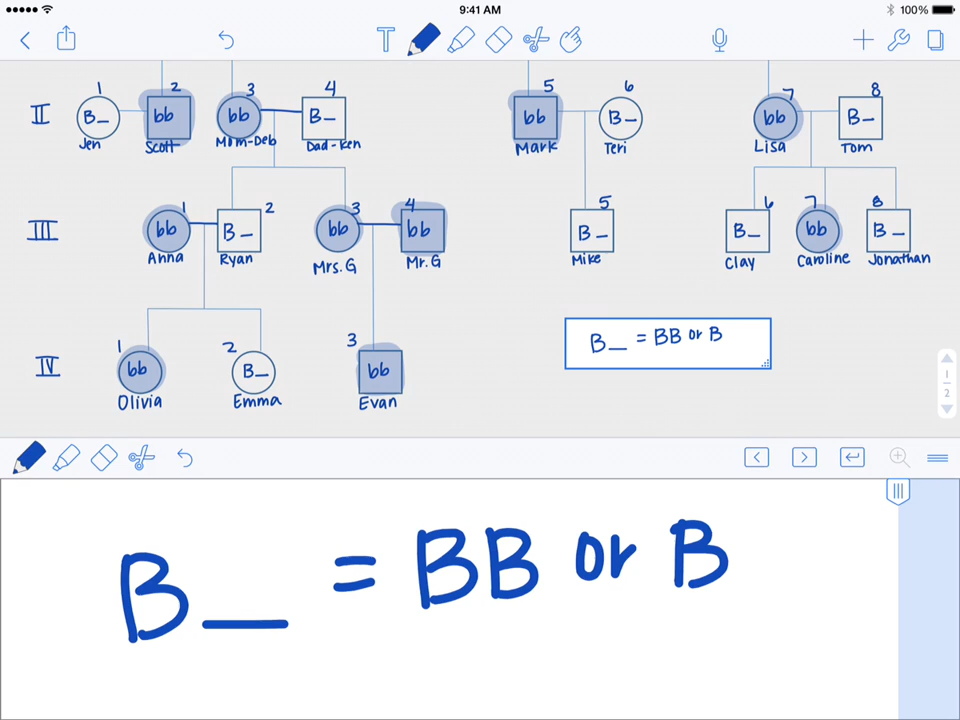 9:41 AM
100%
T
II
1 2 3 4 5 6 7 8
B_ bb bb B_ bb B_ bb B_
Jen Scott Mom-Deb Dad-Ken Mark Teri Lisa Tom
III
1 2 3 4 5 6 7 8
bb B_ bb bb B_ B_ bb B_
Anna Ryan Mrs. G Mr. G Mike Clay Caroline Jonathan
B_ = BB or B
IV
1 2 3
bb B_ bb
Olivia Emma Evan
1
2
B_ = BB or B